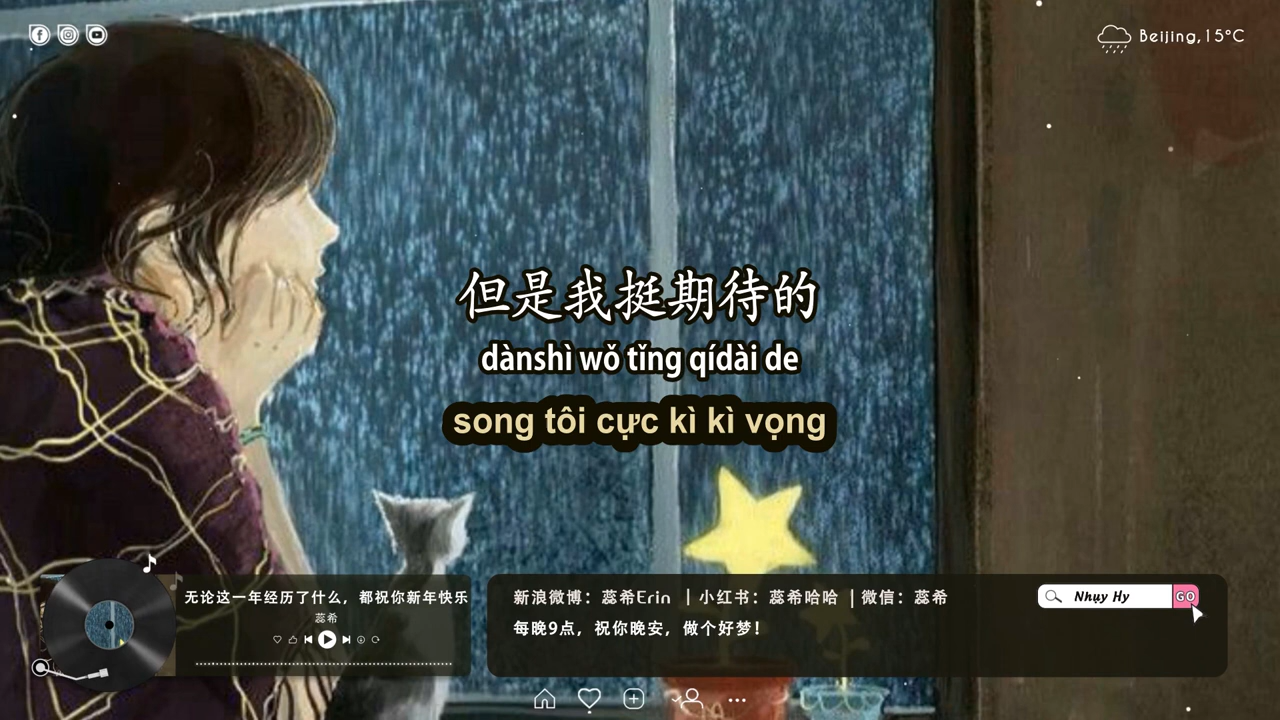 Beijing,15°C
但是我挺期待的
dànshì wǒ tǐng qídài de
song tôi cực kì kì vọng
无论这一年经历了什么，都祝你新年快乐
蕊希
新浪微博：蕊希Erin ｜小红书：蕊希哈哈 ｜微信：蕊希
每晚9点，祝你晚安，做个好梦！
Nhụy Hy
GO